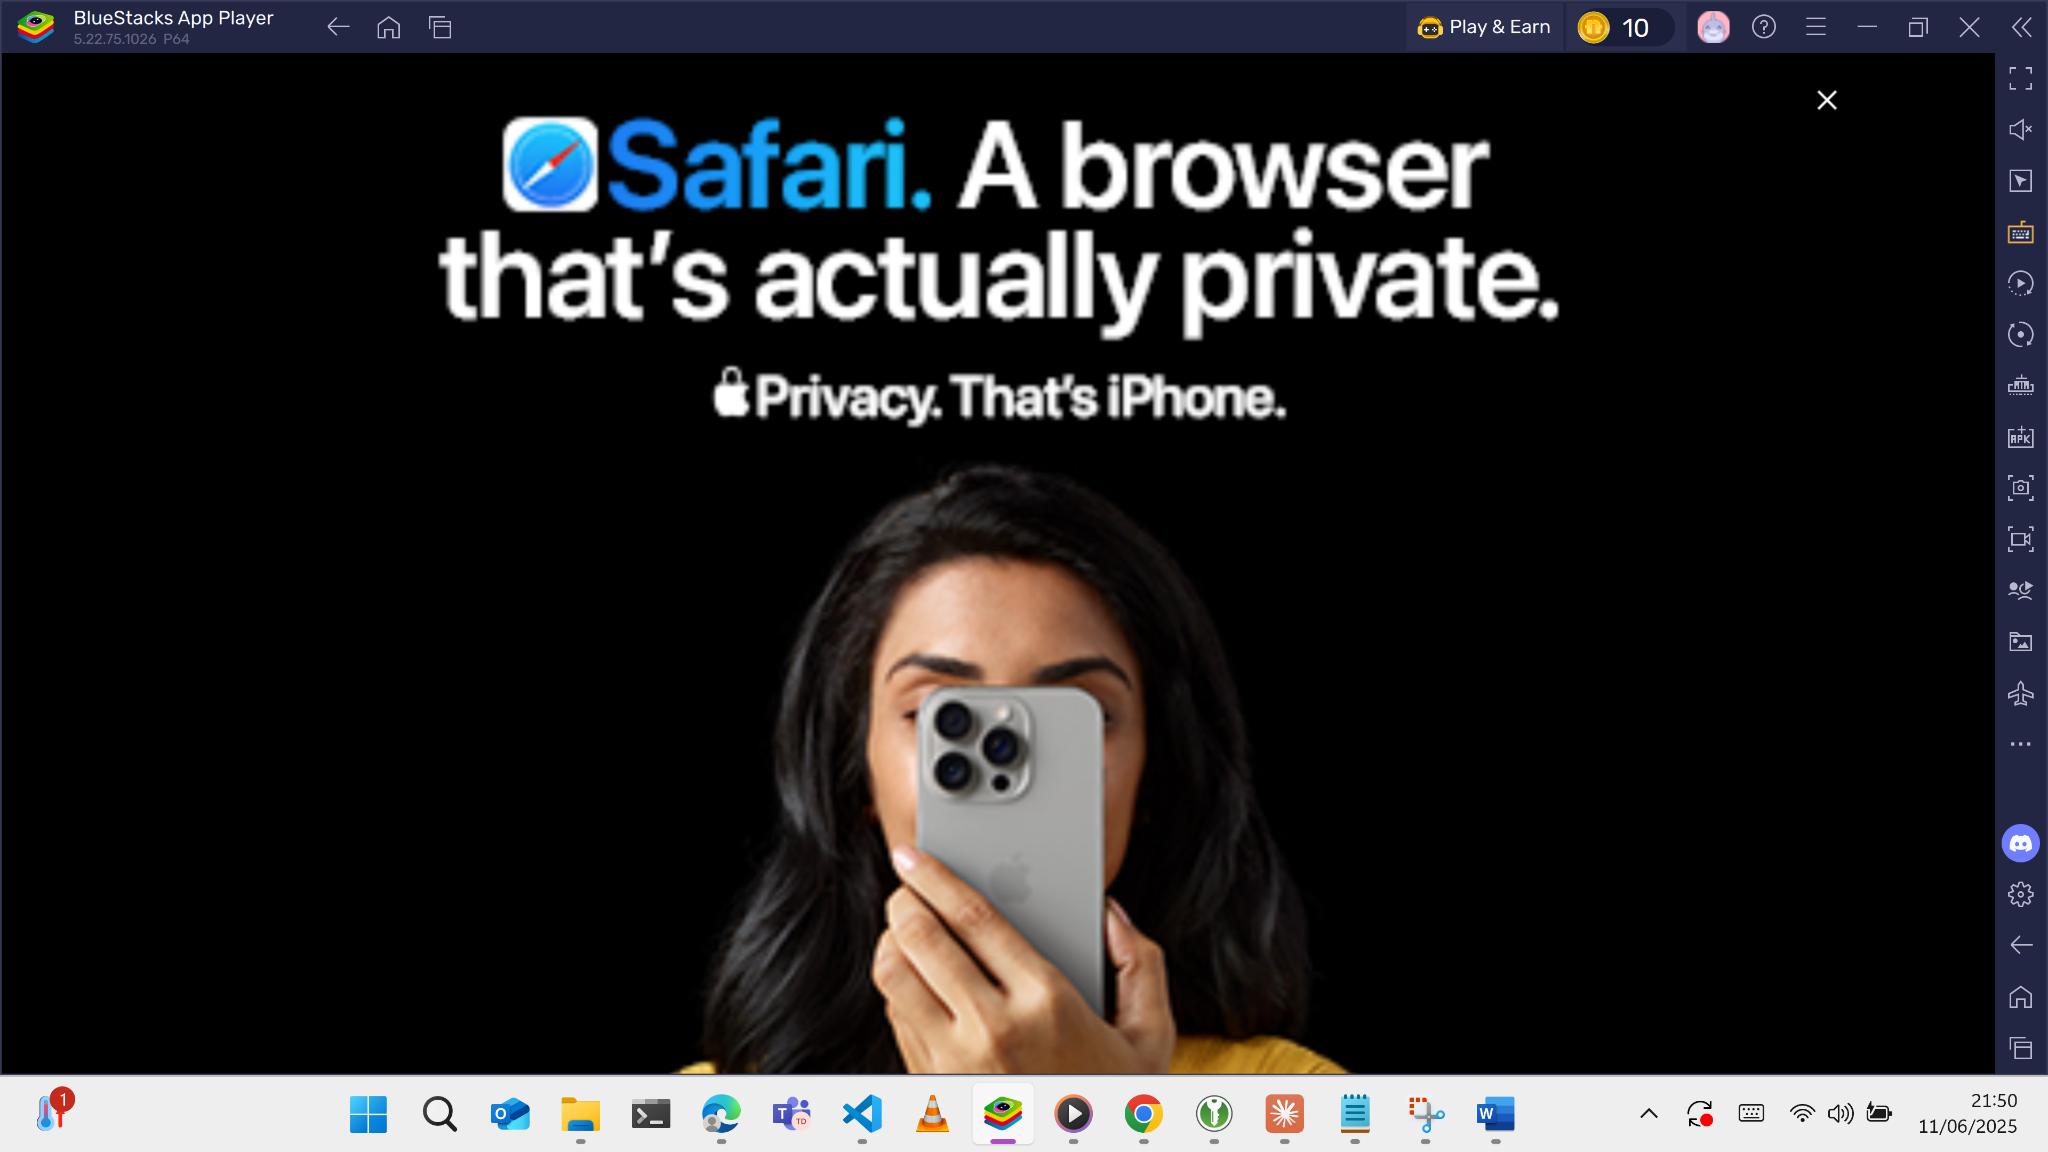 BlueStacks App Player
5.22.75.1026 P64
Play & Earn
10
Safari. A browser
that's actually private.
Privacy. That's iPhone.
APK
1
O
T
TD
W
21:50
11/06/2025